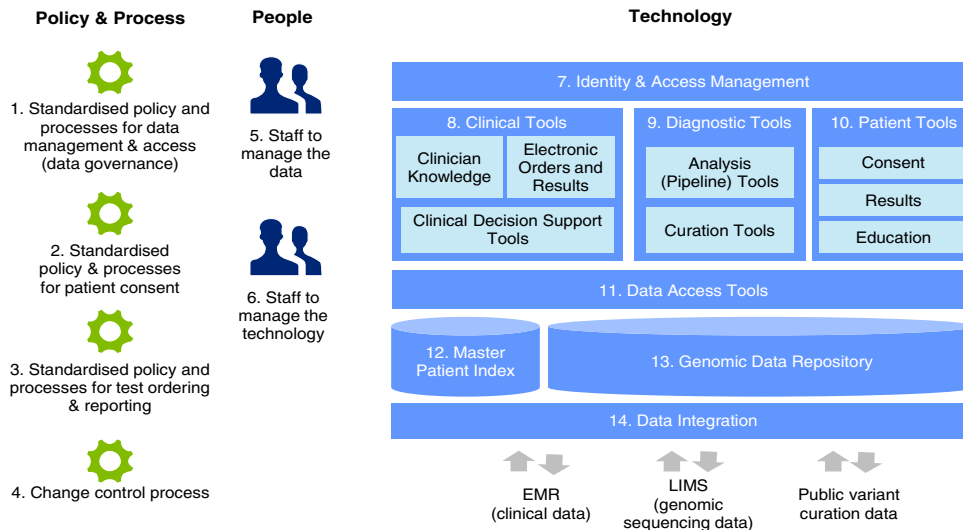 Policy & Process
1. Standardised policy and
processes for data
management & access
(data governance)
2. Standardised
policy & processes
for patient consent
3. Standardised policy and
processes for test ordering
& reporting
4. Change control process
People
5. Staff to
manage the
data
6. Staff to
manage the
technology
Technology
7. Identity & Access Management
8. Clinical Tools
Clinician
Knowledge
Electronic
Orders and
Results
Clinical Decision Support
Tools
9. Diagnostic Tools
Analysis
(Pipeline) Tools
Curation Tools
10. Patient Tools
Consent
Results
Education
11. Data Access Tools
12. Master
Patient Index
13. Genomic Data Repository
14. Data Integration
EMR
(clinical data)
LIMS
(genomic
sequencing data)
Public variant
curation data